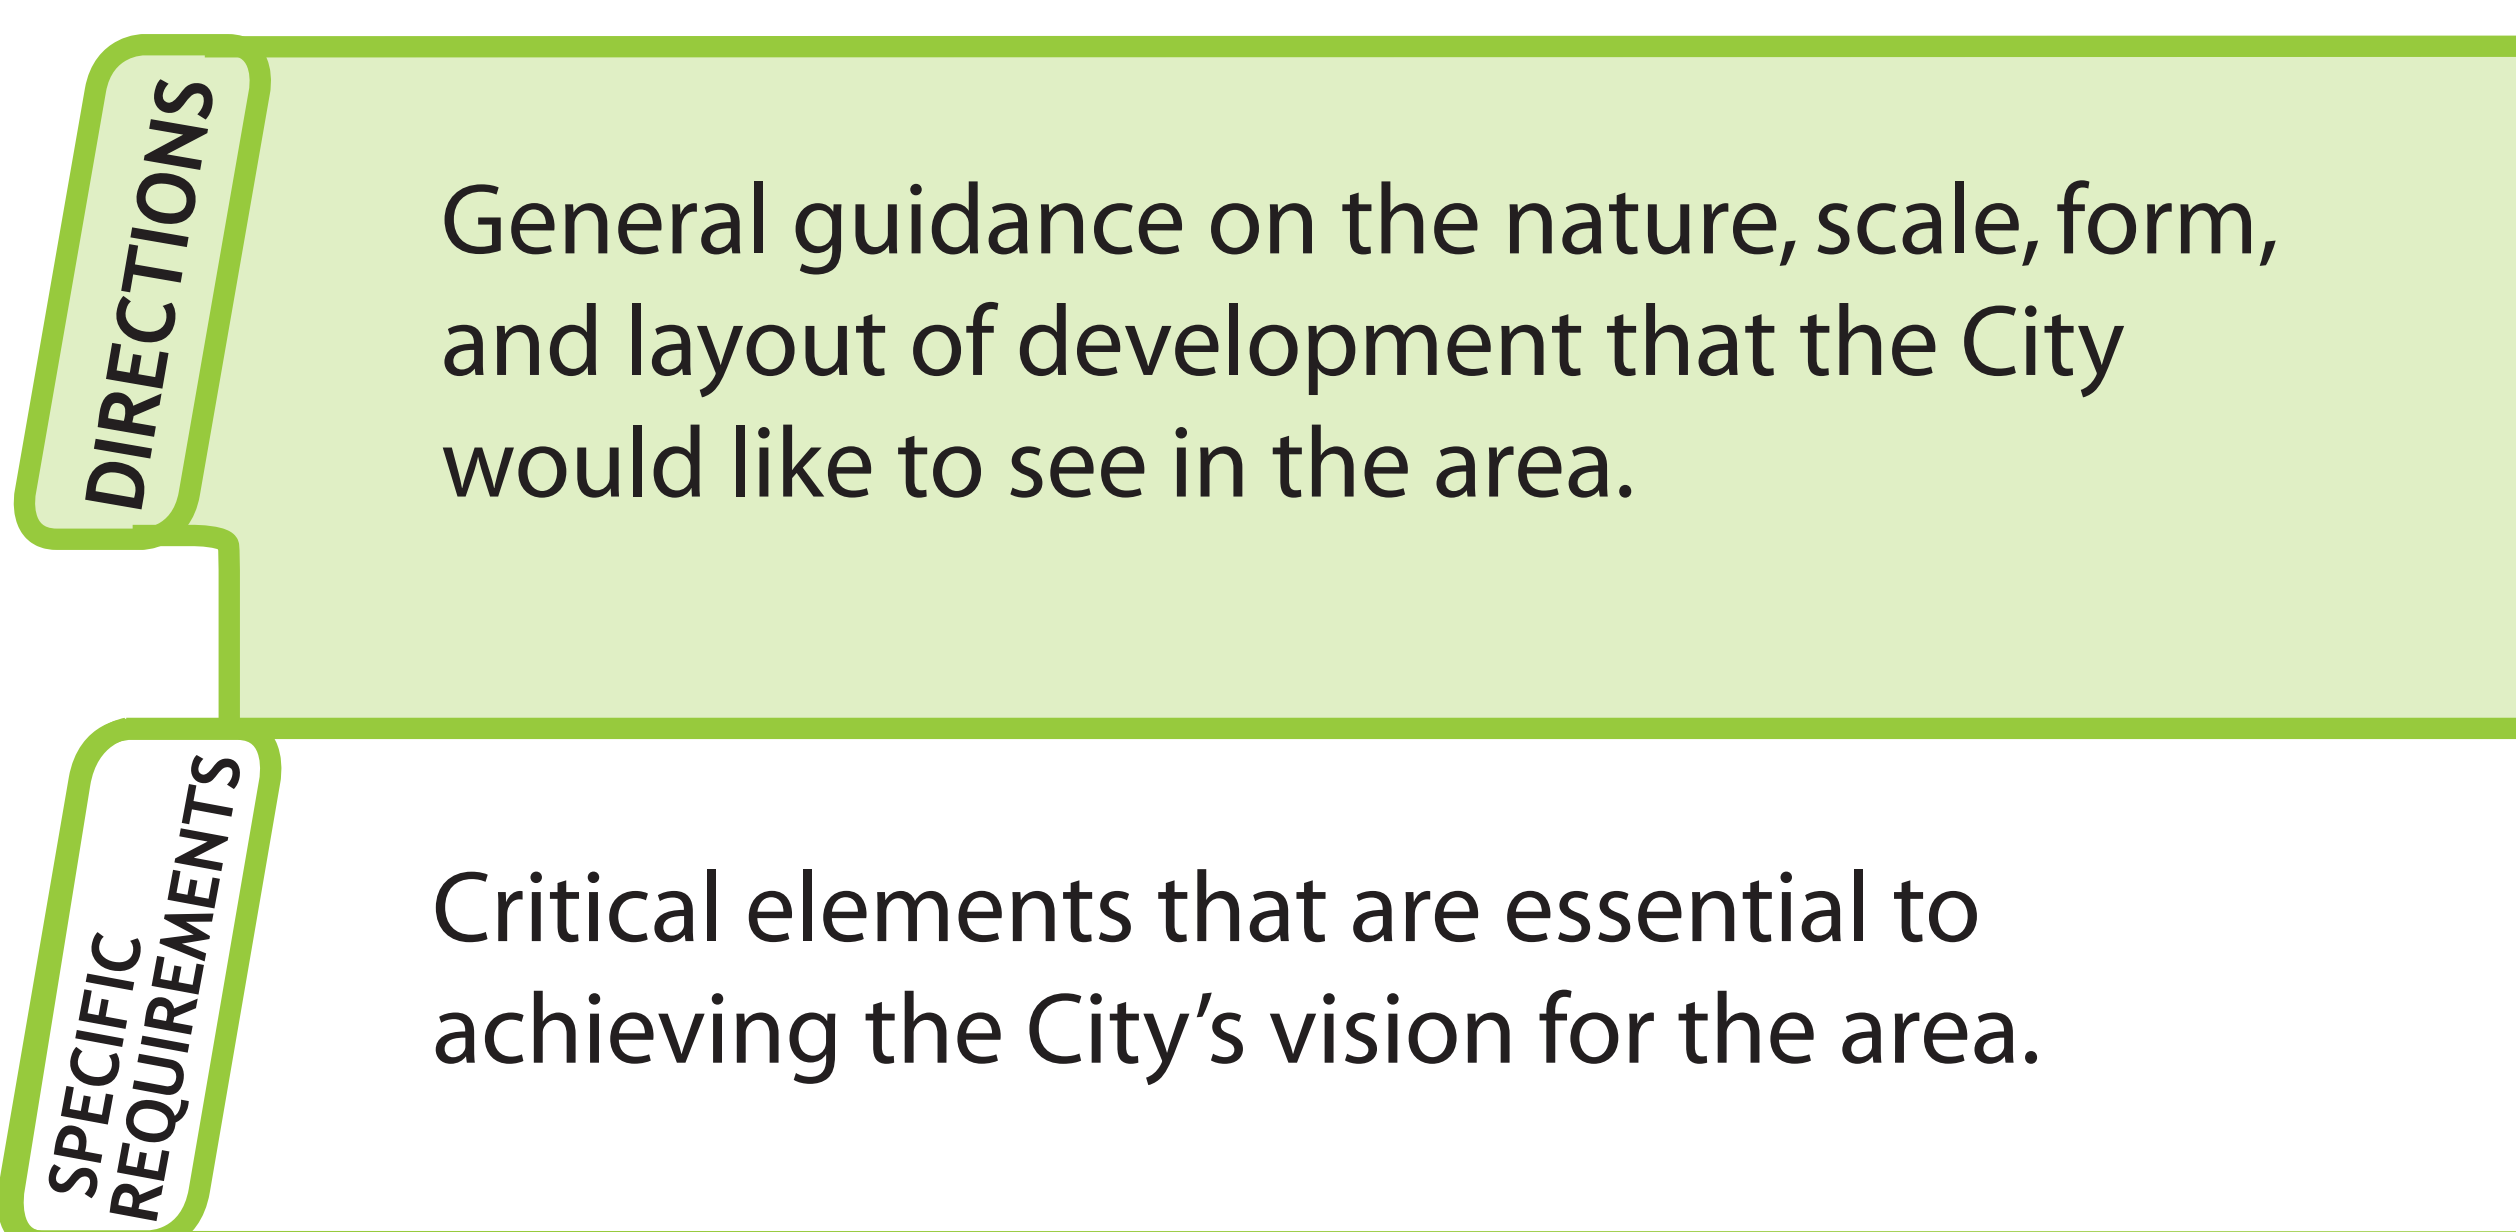 DIRECTIONS
General guidance on the nature, scale, form,
and layout of development that the City
would like to see in the area.
SPECIFIC
REQUIREMENTS
Critical elements that are essential to
achieving the City's vision for the area.